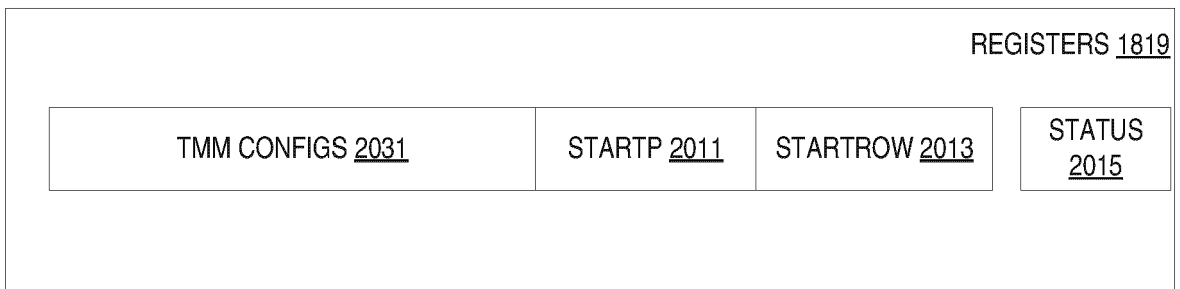 REGISTERS 1819
TMM CONFIGS 2031
STARTP 2011
STARTROW 2013
STATUS
2015